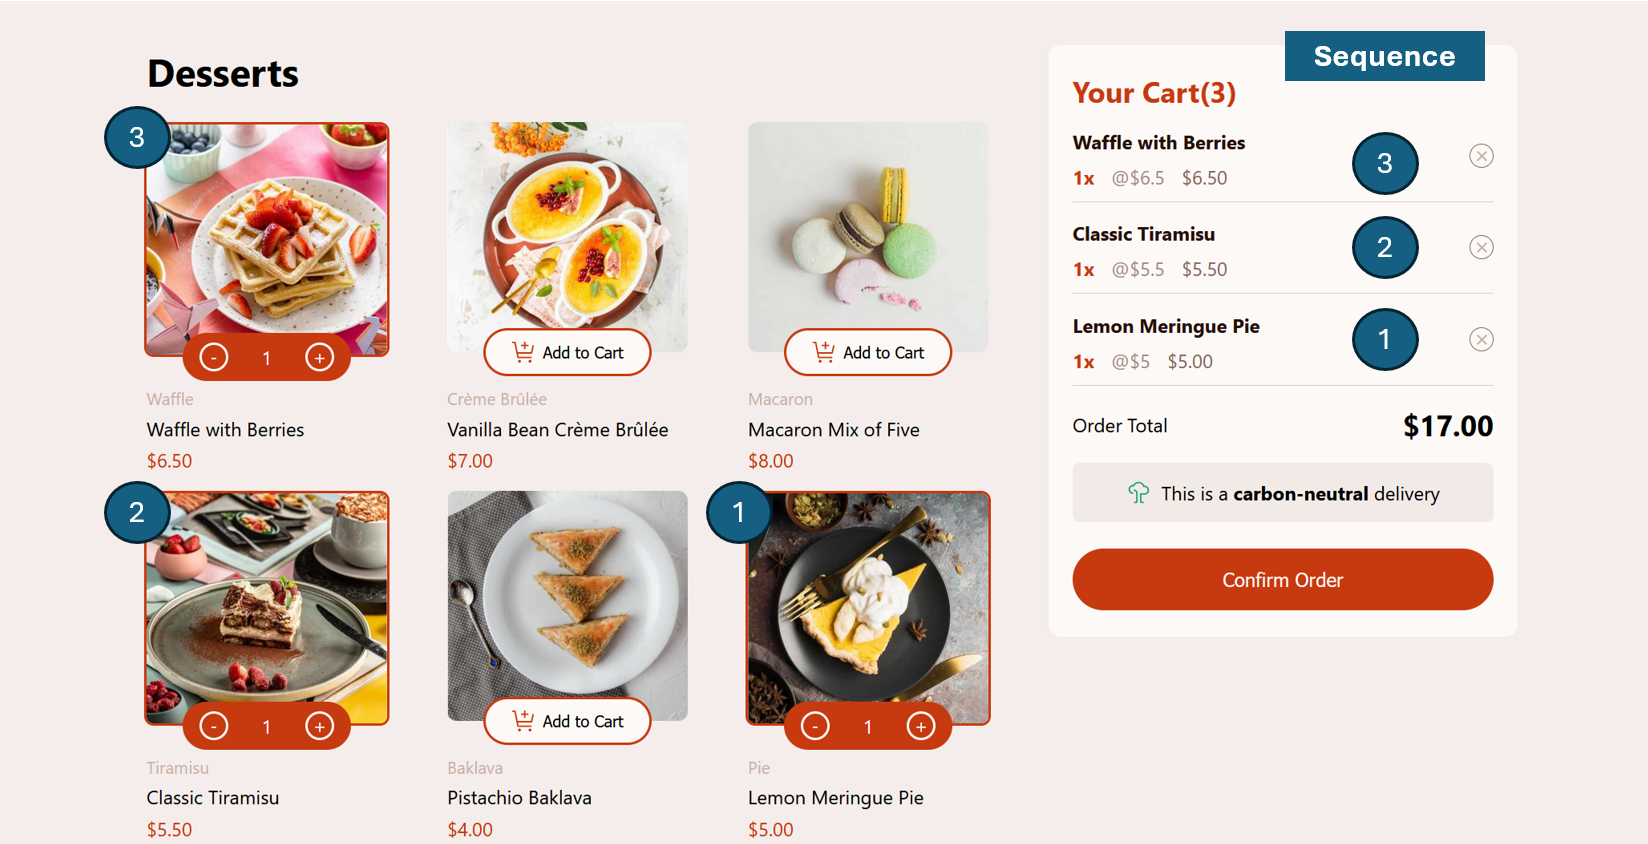 Desserts
3
- 1 +
Waffle
Waffle with Berries
$6.50
Add to Cart
Crème Brûlée
Vanilla Bean Crème Brûlée
$7.00
Add to Cart
Macaron
Macaron Mix of Five
$8.00
2
- 1 +
Tiramisu
Classic Tiramisu
$5.50
Add to Cart
Baklava
Pistachio Baklava
$4.00
1
- 1 +
Pie
Lemon Meringue Pie
$5.00
Sequence
Your Cart(3)
Waffle with Berries
1x @$6.5 $6.50
3
Classic Tiramisu
1x @$5.5 $5.50
2
Lemon Meringue Pie
1x @$5 $5.00
1
Order Total $17.00
This is a carbon-neutral delivery
Confirm Order